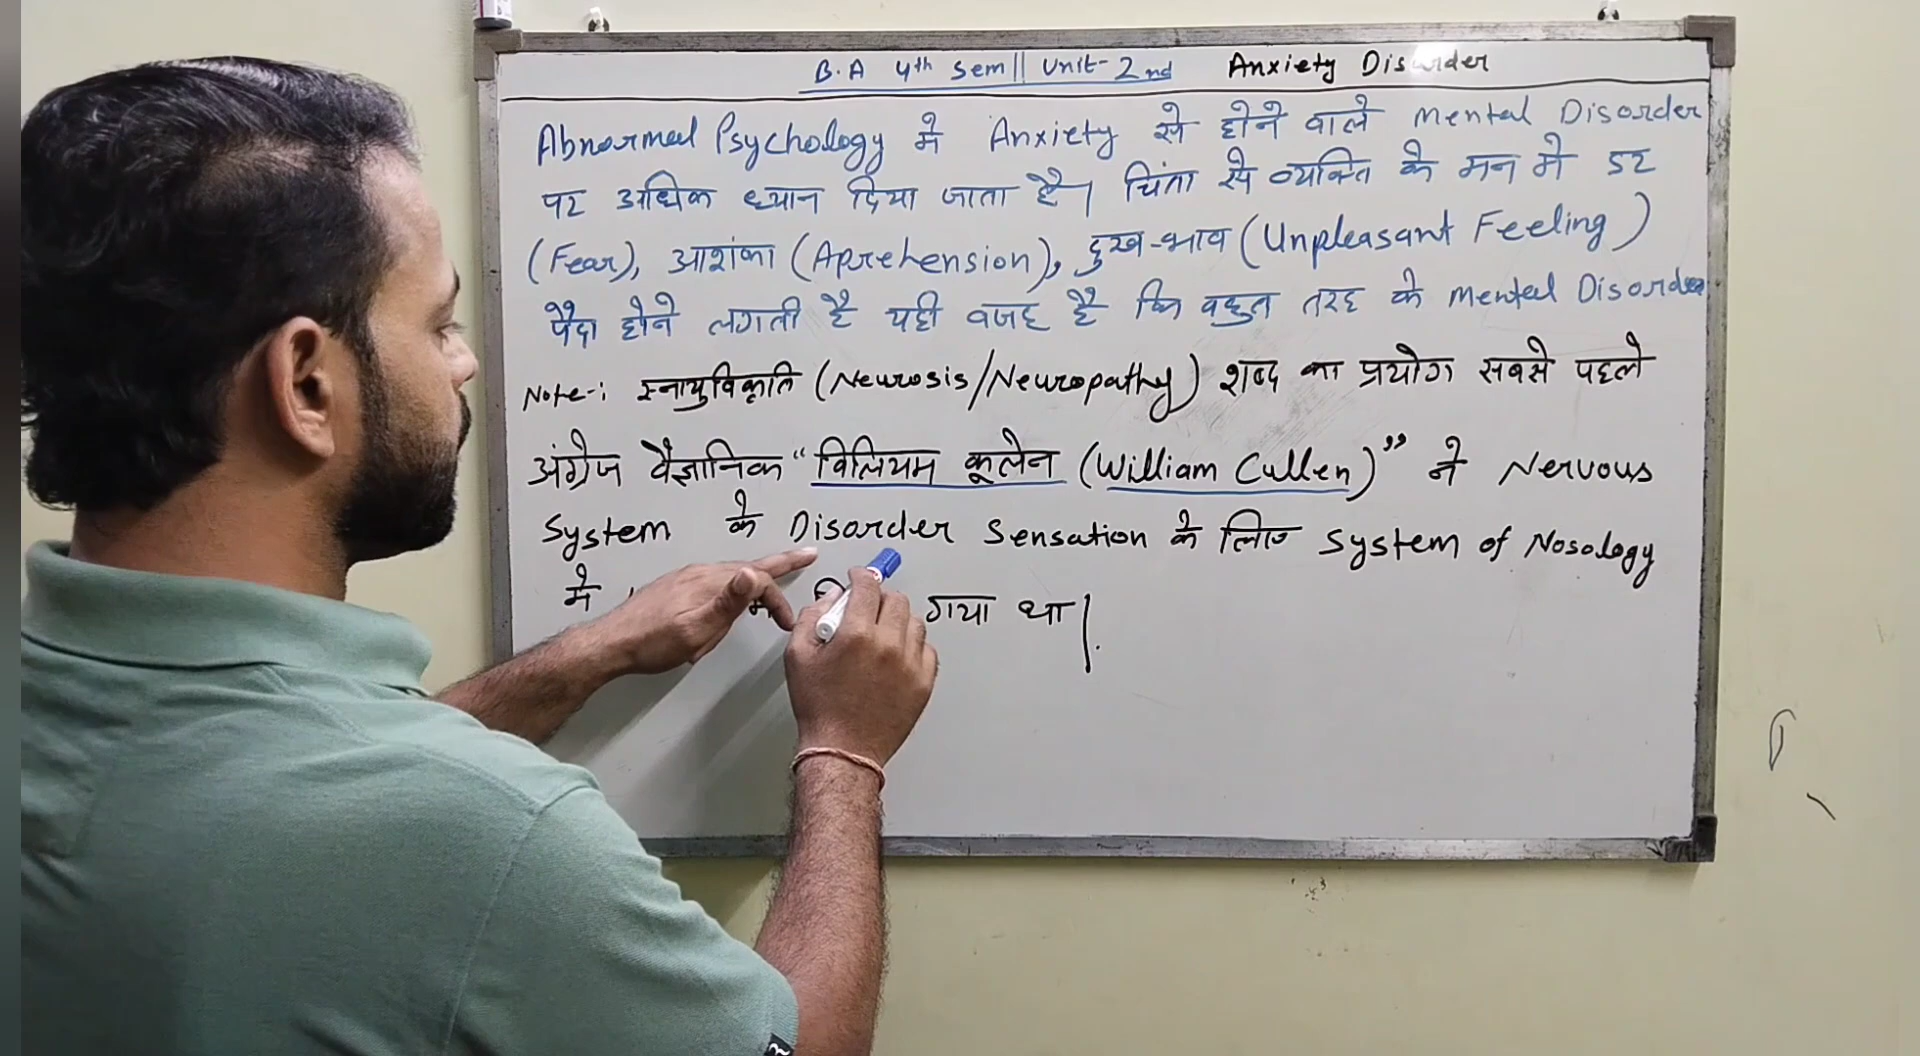 B.A 4th Sem || Unit-2nd Anxiety Disorder
Abnormal Psychology मे Anxiety से होने वाले Mental Disorder
पर अधिक ध्यान दिया जाता है। चिंता से व्यक्ति के मन मे डर
(Fear), आशंका (Aprehension), दुख-भाव (Unpleasant Feeling)
पैदा होने लगती है यही वजह है कि बहुत तरह के Mental Disorder
Note-: स्नायुविकृति (Neurosis/Neuropathy) शब्द का प्रयोग सबसे पहले
अंग्रेज वैज्ञानिक “विलियम कूलेन (William Cullen)” ने Nervous
System के Disorder Sensation के लिए System of Nosology
मे गया था|.